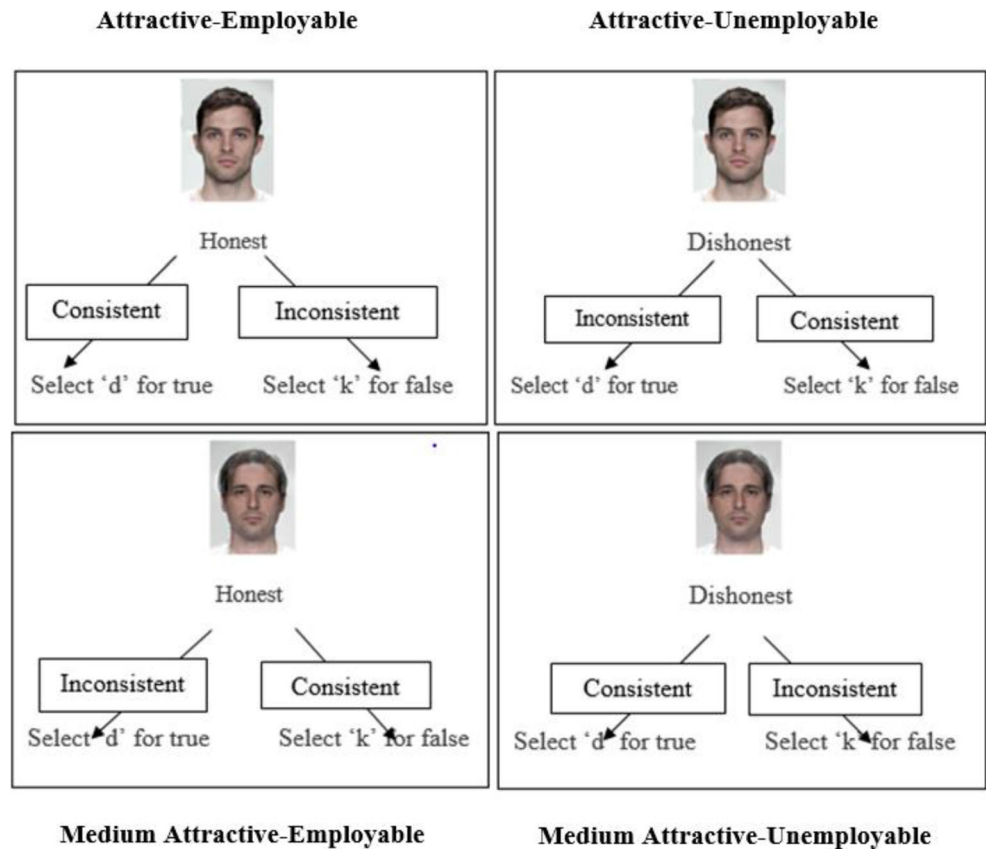 Attractive-Employable
Attractive-Unemployable
Honest
Consistent
Inconsistent
Select ‘d’ for true
Select ‘k’ for false
Dishonest
Inconsistent
Consistent
Select ‘d’ for true
Select ‘k’ for false
Honest
Inconsistent
Consistent
Select ‘d’ for true
Select ‘k’ for false
Dishonest
Consistent
Inconsistent
Select ‘d’ for true
Select ‘k’ for false
Medium Attractive-Employable
Medium Attractive-Unemployable